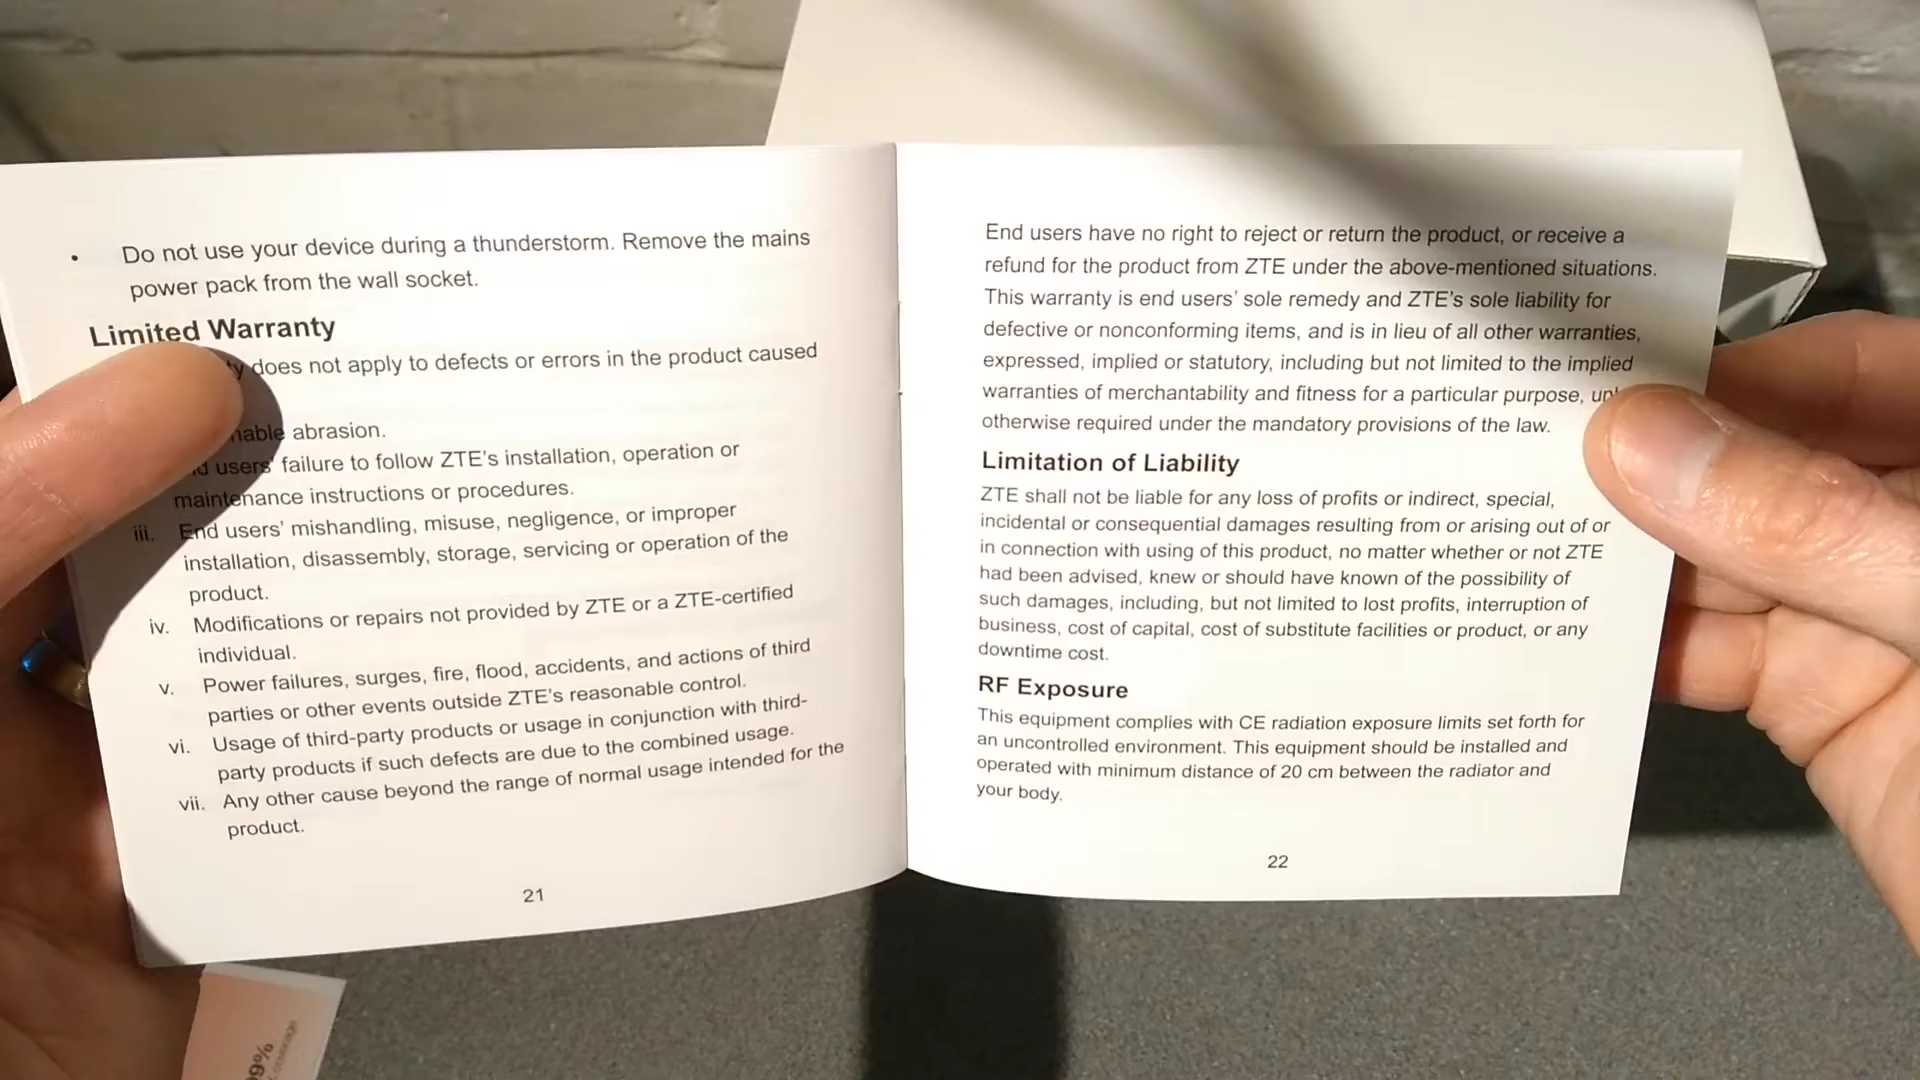 • Do not use your device during a thunderstorm. Remove the mains
power pack from the wall socket.
Limited Warranty
does not apply to defects or errors in the product caused
abrasion.
users' failure to follow ZTE's installation, operation or
maintenance instructions or procedures.
iii. End users' mishandling, misuse, negligence, or improper
installation, disassembly, storage, servicing or operation of the
product.
iv. Modifications or repairs not provided by ZTE or a ZTE-certified
individual.
v. Power failures, surges, fire, flood, accidents, and actions of third
parties or other events outside ZTE's reasonable control.
vi. Usage of third-party products or usage in conjunction with third-
party products if such defects are due to the combined usage.
vii. Any other cause beyond the range of normal usage intended for the
product.
21
End users have no right to reject or return the product, or receive a
refund for the product from ZTE under the above-mentioned situations.
This warranty is end users' sole remedy and ZTE's sole liability for
defective or nonconforming items, and is in lieu of all other warranties,
expressed, implied or statutory, including but not limited to the implied
warranties of merchantability and fitness for a particular purpose,
otherwise required under the mandatory provisions of the law.
Limitation of Liability
ZTE shall not be liable for any loss of profits or indirect, special,
incidental or consequential damages resulting from or arising out of or
in connection with using of this product, no matter whether or not ZTE
had been advised, knew or should have known of the possibility of
such damages, including, but not limited to lost profits, interruption of
business, cost of capital, cost of substitute facilities or product, or any
downtime cost.
RF Exposure
This equipment complies with CE radiation exposure limits set forth for
an uncontrolled environment. This equipment should be installed and
operated with minimum distance of 20 cm between the radiator and
your body.
22